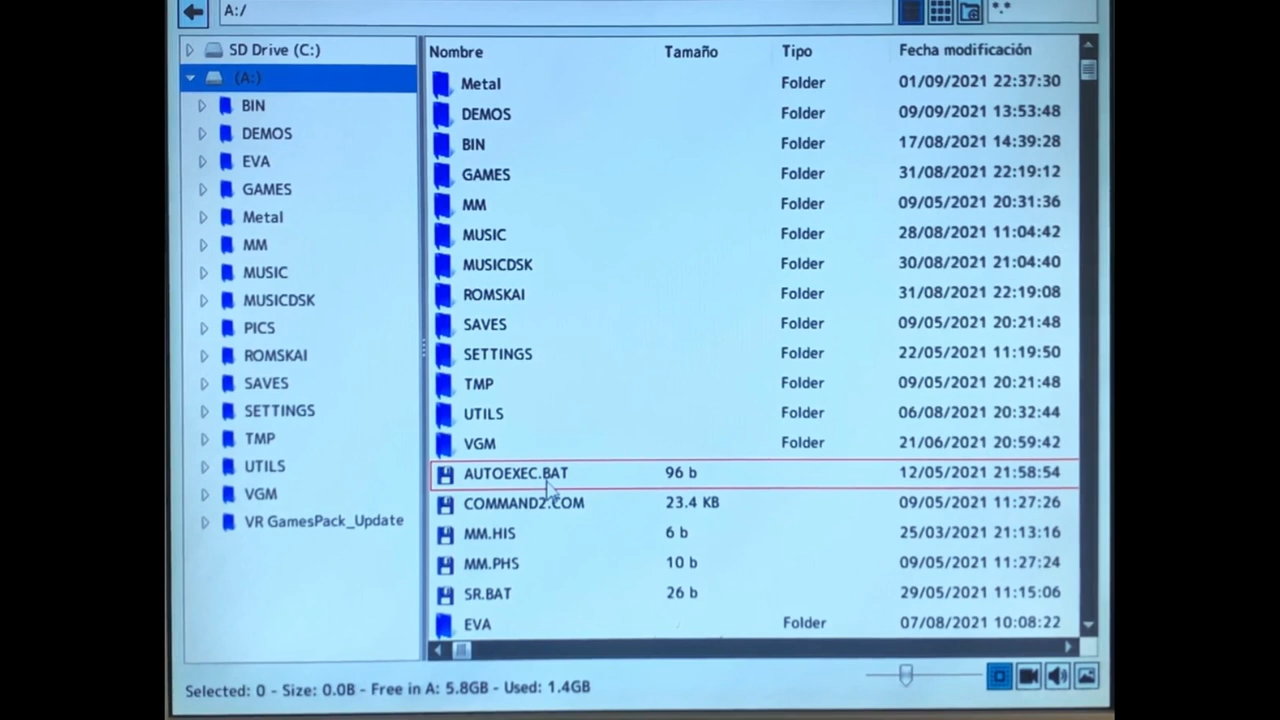 A:/
*.*
SD Drive (C:)
(A:)
BIN
DEMOS
EVA
GAMES
Metal
MM
MUSIC
MUSICDSK
PICS
ROMSKAI
SAVES
SETTINGS
TMP
UTILS
VGM
VR GamesPack_Update
Nombre Tamaño Tipo Fecha modificación
Metal Folder 01/09/2021 22:37:30
DEMOS Folder 09/09/2021 13:53:48
BIN Folder 17/08/2021 14:39:28
GAMES Folder 31/08/2021 22:19:12
MM Folder 09/05/2021 20:31:36
MUSIC Folder 28/08/2021 11:04:42
MUSICDSK Folder 30/08/2021 21:04:40
ROMSKAI Folder 31/08/2021 22:19:08
SAVES Folder 09/05/2021 20:21:48
SETTINGS Folder 22/05/2021 11:19:50
TMP Folder 09/05/2021 20:21:48
UTILS Folder 06/08/2021 20:32:44
VGM Folder 21/06/2021 20:59:42
AUTOEXEC.BAT 96 b 12/05/2021 21:58:54
COMMAND2.COM 23.4 KB 09/05/2021 11:27:26
MM.HIS 6 b 25/03/2021 21:13:16
MM.PHS 10 b 09/05/2021 11:27:24
SR.BAT 26 b 29/05/2021 11:15:06
EVA Folder 07/08/2021 10:08:22
Selected: 0 - Size: 0.0B - Free in A: 5.8GB - Used: 1.4GB